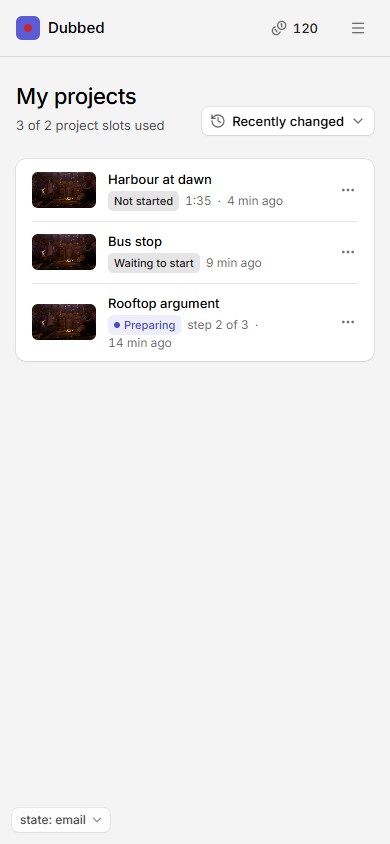 Dubbed
120
My projects
3 of 2 project slots used
Recently changed
Harbour at dawn
Not started 1:35 · 4 min ago
Bus stop
Waiting to start 9 min ago
Rooftop argument
Preparing step 2 of 3 ·
14 min ago
state: email